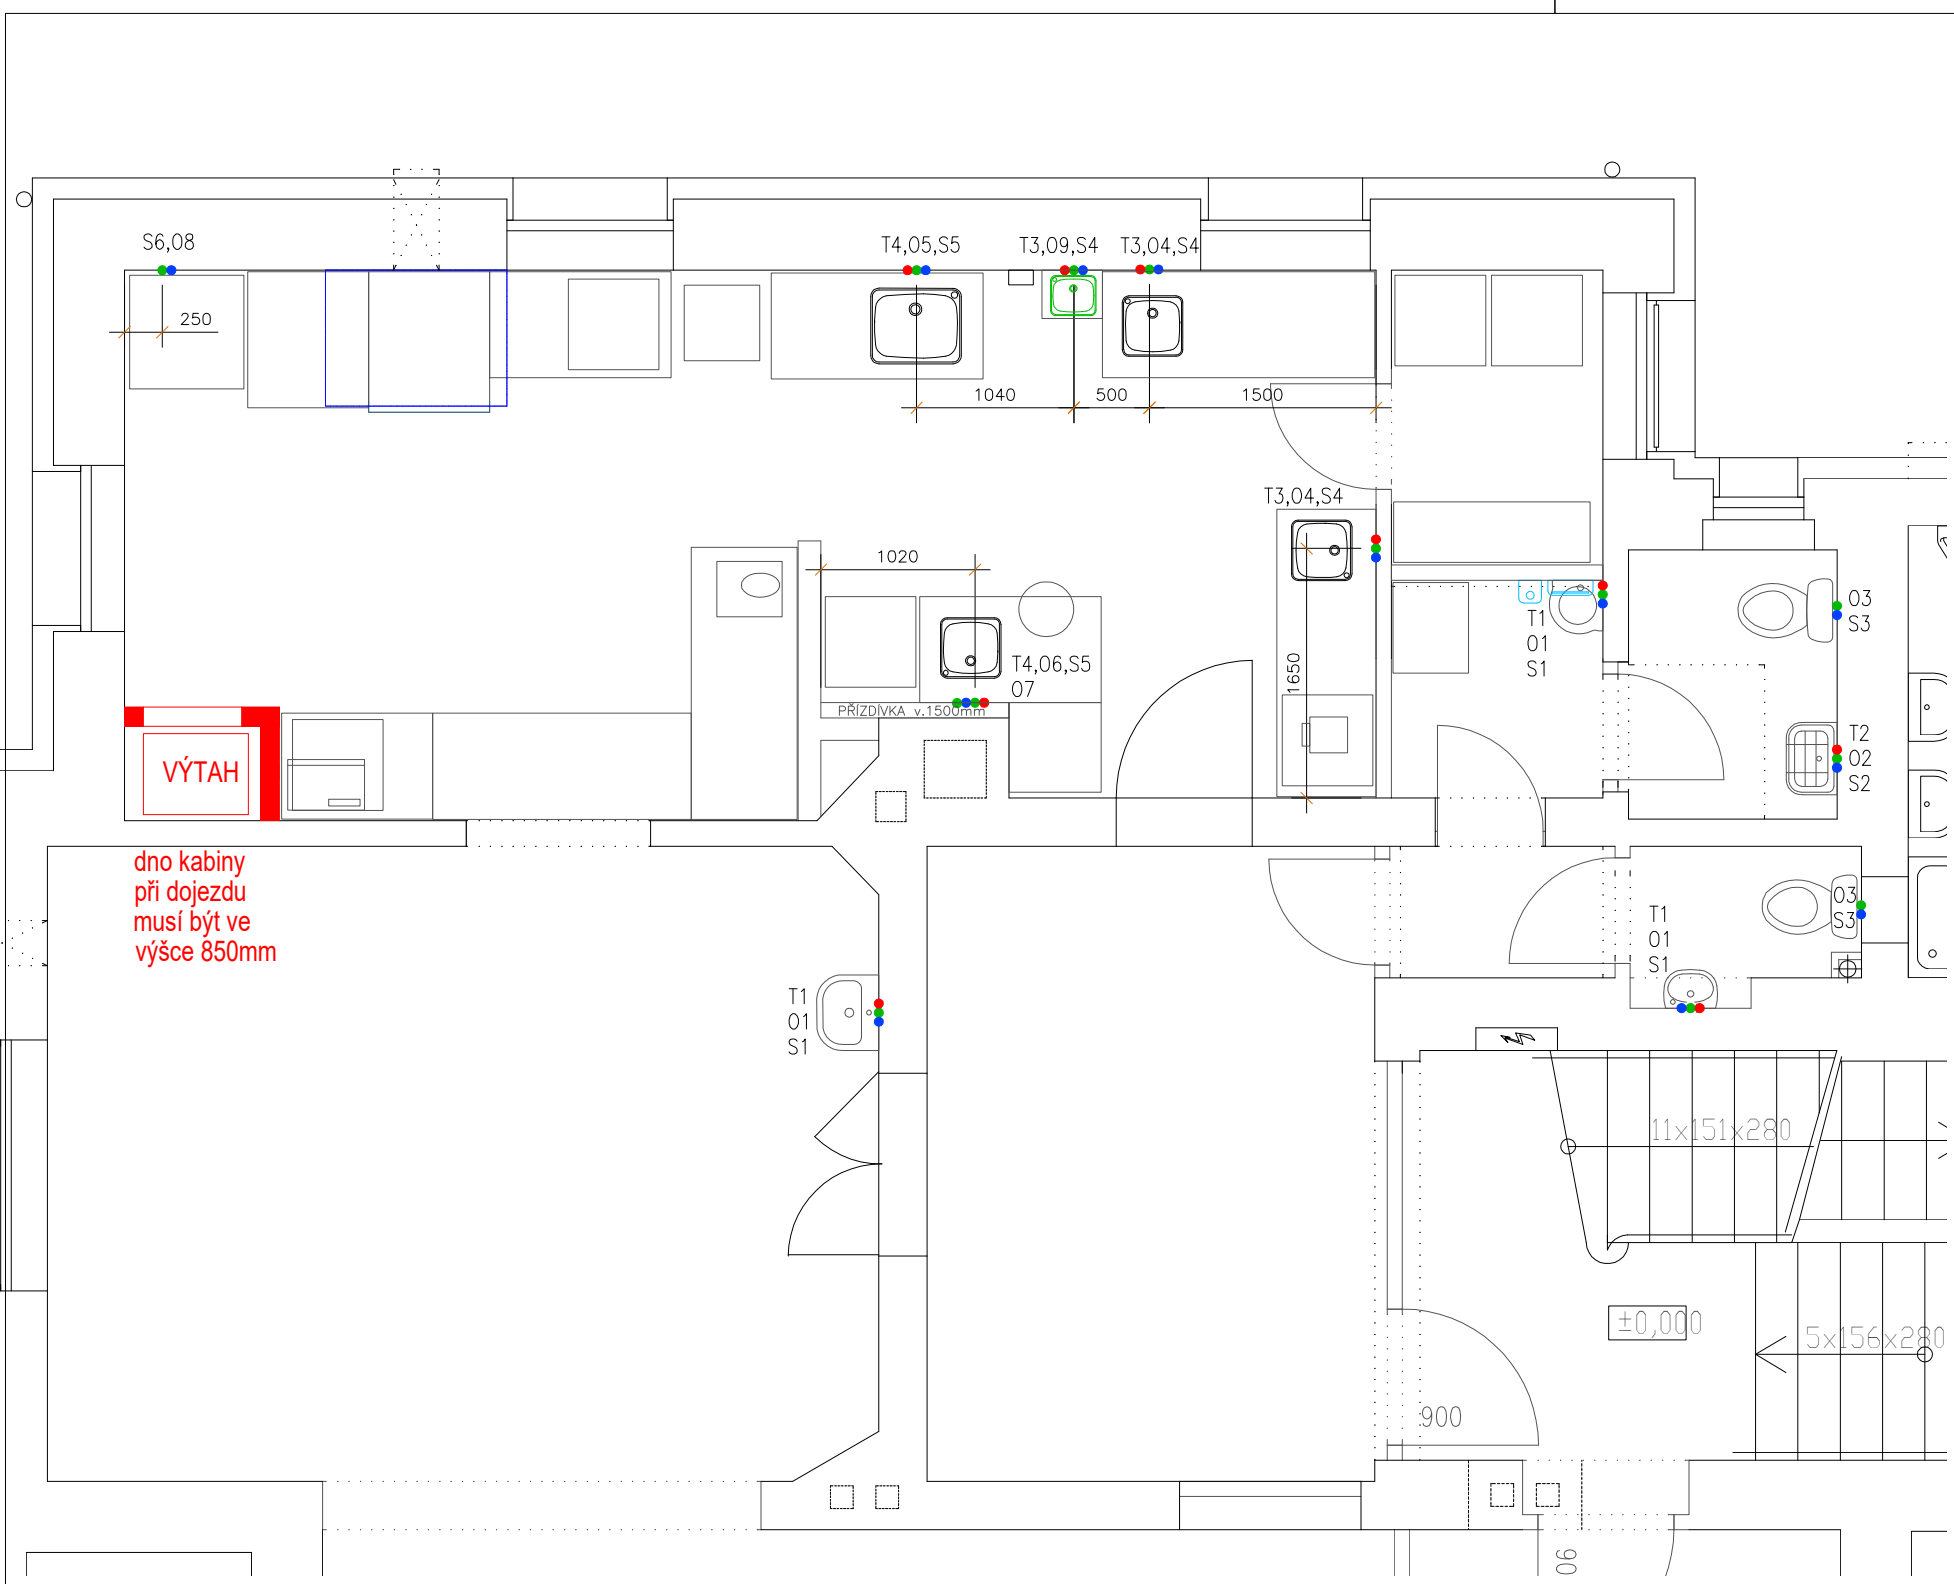 S6,08
T4,05,S5
T3,09,S4
T3,04,S4
250
1040
500
1500
T3,04,S4
1020
T4,06,S5
07
PŘÍZDÍVKA v.1500mm
1650
T1
01
S1
03
S3
T2
02
S2
VÝTAH
dno kabiny
při dojezdu
musí být ve
výšce 850mm
03
S3
T1
01
S1
T1
01
S1
11x151x280
±0,000
5x156x280
900